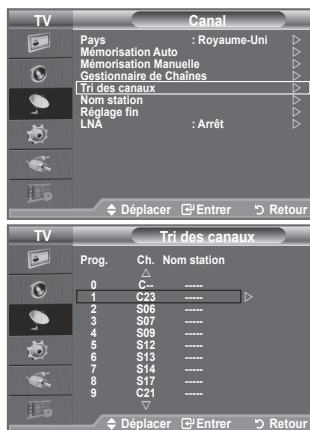 TV Canal
Pays : Royaume-Uni
Mémorisation Auto
Mémorisation Manuelle
Gestionnaire de Chaînes
Tri des canaux
Nom station
Réglage fin
LNA : Arrêt
Déplacer Entrer Retour
TV Tri des canaux
Prog. Ch. Nom station
0 C-- -----
1 C23 -----
2 S06 -----
3 S07 -----
4 S09 -----
5 S12 -----
6 S13 -----
7 S14 -----
8 S17 -----
9 C21 -----
Déplacer Entrer Retour